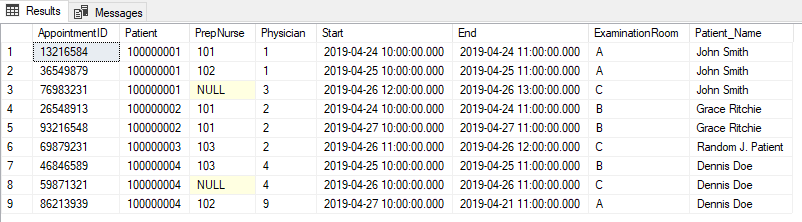 Results Messages
AppointmentID Patient PrepNurse Physician Start End ExaminationRoom Patient_Name
1 13216584 100000001 101 1 2019-04-24 10:00:00.000 2019-04-24 11:00:00.000 A John Smith
2 36549879 100000001 102 1 2019-04-25 10:00:00.000 2019-04-25 11:00:00.000 A John Smith
3 76983231 100000001 NULL 3 2019-04-26 12:00:00.000 2019-04-26 13:00:00.000 C John Smith
4 26548913 100000002 101 2 2019-04-24 10:00:00.000 2019-04-24 11:00:00.000 B Grace Ritchie
5 93216548 100000002 101 2 2019-04-27 10:00:00.000 2019-04-27 11:00:00.000 B Grace Ritchie
6 69879231 100000003 103 2 2019-04-26 11:00:00.000 2019-04-26 12:00:00.000 C Random J. Patient
7 46846589 100000004 103 4 2019-04-25 10:00:00.000 2019-04-25 11:00:00.000 B Dennis Doe
8 59871321 100000004 NULL 4 2019-04-26 10:00:00.000 2019-04-26 11:00:00.000 C Dennis Doe
9 86213939 100000004 102 9 2019-04-27 10:00:00.000 2019-04-21 11:00:00.000 A Dennis Doe